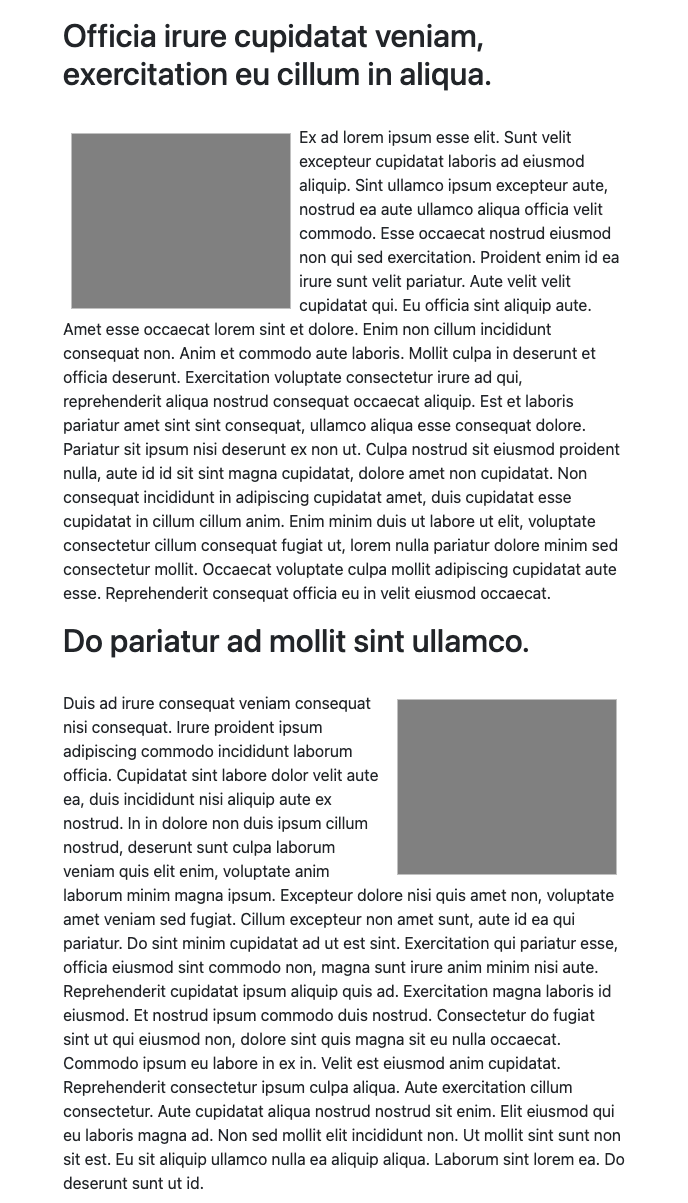 Officia irure cupidatat veniam,
exercitation eu cillum in aliqua.
Ex ad lorem ipsum esse elit. Sunt velit
excepteur cupidatat laboris ad eiusmod
aliquip. Sint ullamco ipsum excepteur aute,
nostrud ea aute ullamco aliqua officia velit
commodo. Esse occaecat nostrud eiusmod
non qui sed exercitation. Proident enim id ea
irure sunt velit pariatur. Aute velit velit
cupidatat qui. Eu officia sint aliquip aute.
Amet esse occaecat lorem sint et dolore. Enim non cillum incididunt
consequat non. Anim et commodo aute laboris. Mollit culpa in deserunt et
officia deserunt. Exercitation voluptate consectetur irure ad qui,
reprehenderit aliqua nostrud consequat occaecat aliquip. Est et laboris
pariatur amet sint sint consequat, ullamco aliqua esse consequat dolore.
Pariatur sit ipsum nisi deserunt ex non ut. Culpa nostrud sit eiusmod proident
nulla, aute id id sit sint magna cupidatat, dolore amet non cupidatat. Non
consequat incididunt in adipiscing cupidatat amet, duis cupidatat esse
cupidatat in cillum cillum anim. Enim minim duis ut labore ut elit, voluptate
consectetur cillum consequat fugiat ut, lorem nulla pariatur dolore minim sed
consectetur mollit. Occaecat voluptate culpa mollit adipiscing cupidatat aute
esse. Reprehenderit consequat officia eu in velit eiusmod occaecat.
Do pariatur ad mollit sint ullamco.
Duis ad irure consequat veniam consequat
nisi consequat. Irure proident ipsum
adipiscing commodo incididunt laborum
officia. Cupidatat sint labore dolor velit aute
ea, duis incididunt nisi aliquip aute ex
nostrud. In in dolore non duis ipsum cillum
nostrud, deserunt sunt culpa laborum
veniam quis elit enim, voluptate anim
laborum minim magna ipsum. Excepteur dolore nisi quis amet non, voluptate
amet veniam sed fugiat. Cillum excepteur non amet sunt, aute id ea qui
pariatur. Do sint minim cupidatat ad ut est sint. Exercitation qui pariatur esse,
officia eiusmod sint commodo non, magna sunt irure anim minim nisi aute.
Reprehenderit cupidatat ipsum aliquip quis ad. Exercitation magna laboris id
eiusmod. Et nostrud ipsum commodo duis nostrud. Consectetur do fugiat
sint ut qui eiusmod non, dolore sint quis magna sit eu nulla occaecat.
Commodo ipsum eu labore in ex in. Velit est eiusmod anim cupidatat.
Reprehenderit consectetur ipsum culpa aliqua. Aute exercitation cillum
consectetur. Aute cupidatat aliqua nostrud nostrud sit enim. Elit eiusmod qui
eu laboris magna ad. Non sed mollit elit incididunt non. Ut mollit sint sunt non
sit est. Eu sit aliquip ullamco nulla ea aliquip aliqua. Laborum sint lorem ea. Do
deserunt sunt ut id.